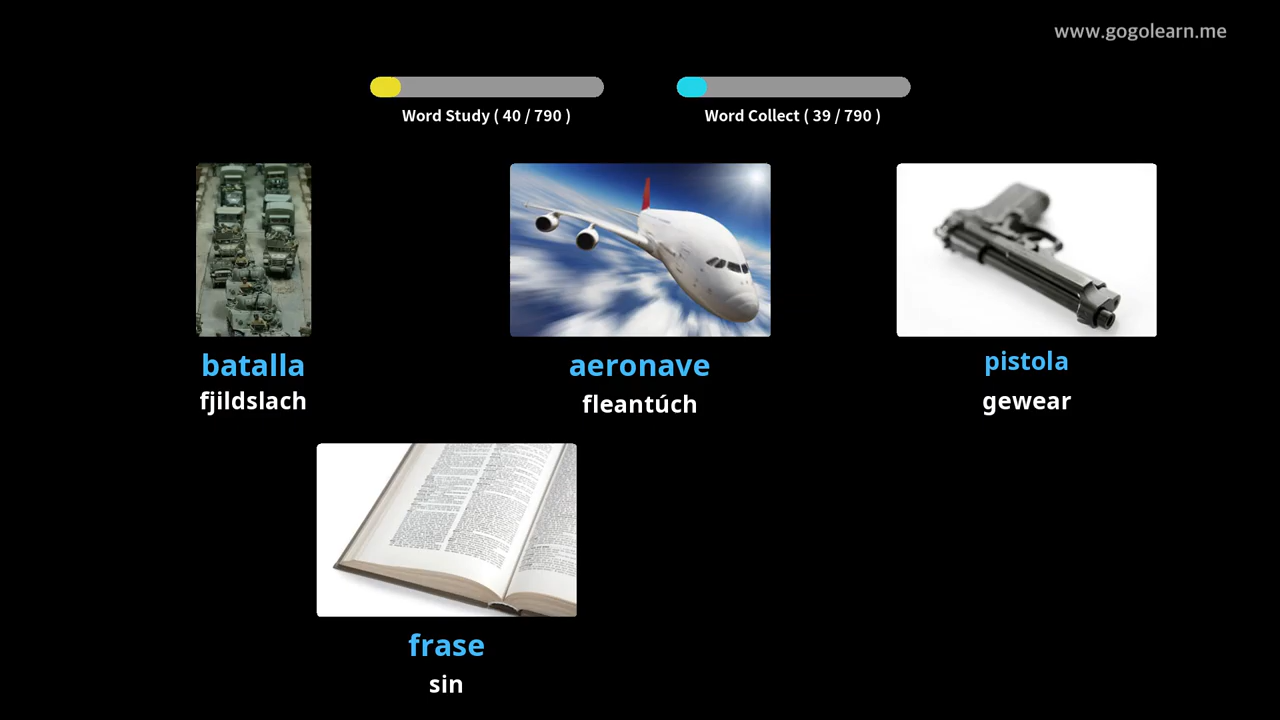 www.gogolearn.me
Word Study ( 40 / 790 )
Word Collect ( 39 / 790 )
batalla
fjildslach
aeronave
fleantúch
pistola
gewear
frase
sin